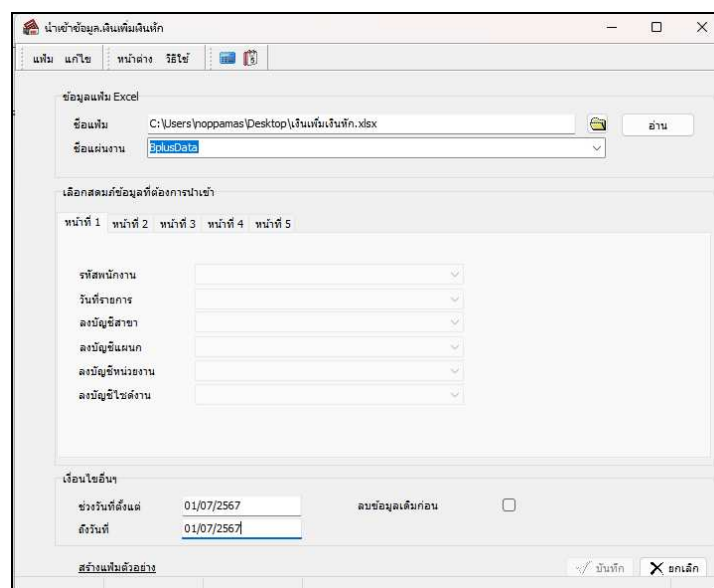 นำเข้าข้อมูล.เงินเพิ่มเงินหัก
แฟ้ม แก้ไข หน้าต่าง วิธีใช้
ข้อมูลแฟ้ม Excel
ชื่อแฟ้ม C:\Users\noppamas\Desktop\เงินเพิ่มเงินหัก.xlsx อ่าน
ชื่อแผ่นงาน BplusData
เลือกสดมภ์ข้อมูลที่ต้องการนำเข้า
หน้าที่ 1 หน้าที่ 2 หน้าที่ 3 หน้าที่ 4 หน้าที่ 5
รหัสพนักงาน
วันที่รายการ
ลงบัญชีสาขา
ลงบัญชีแผนก
ลงบัญชีหน่วยงาน
ลงบัญชีไซด์งาน
เงื่อนไขอื่นๆ
ช่วงวันที่ตั้งแต่ 01/07/2567 ลบข้อมูลเดิมก่อน
ถึงวันที่ 01/07/2567
สร้างแฟ้มตัวอย่าง บันทึก ยกเลิก